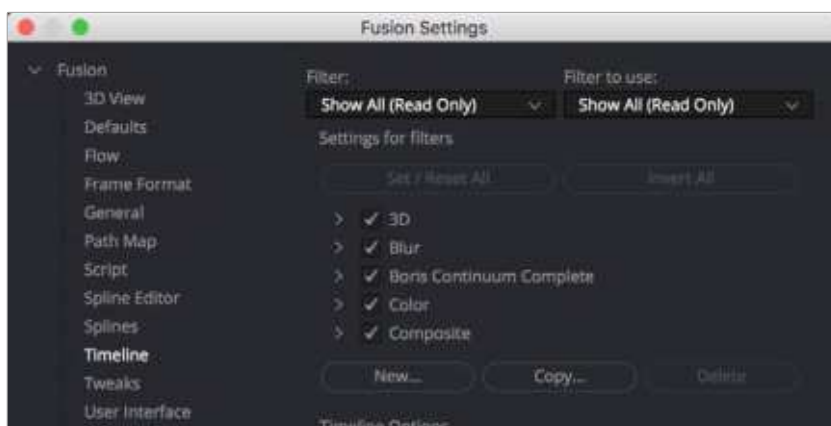 Fusion Settings
Fusion
3D View
Defaults
Flow
Frame Format
General
Path Map
Script
Spline Editor
Splines
Timeline
Tweaks
User Interface
Filter:
Filter to use:
Show All (Read Only)
Show All (Read Only)
Settings for filters
Set / Reset All
Invert All
3D
Blur
Boris Continuum Complete
Color
Composite
New...
Copy...
Delete
Timeline Options